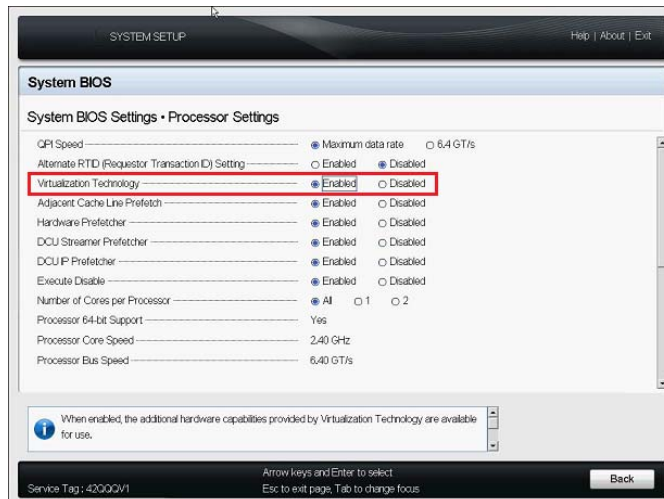 SYSTEM SETUP
Help | About | Exit
System BIOS
System BIOS Settings • Processor Settings
QPI Speed Maximum data rate 6.4 GT/s
Alternate RTID (Requestor Transaction ID) Setting Enabled Disabled
Virtualization Technology Enabled Disabled
Adjacent Cache Line Prefetch Enabled Disabled
Hardware Prefetcher Enabled Disabled
DCU Streamer Prefetcher Enabled Disabled
DCU IP Prefetcher Enabled Disabled
Execute Disable Enabled Disabled
Number of Cores per Processor All 1 2
Processor 64-bit Support Yes
Processor Core Speed 2.40 GHz
Processor Bus Speed 6.40 GT/s
When enabled, the additional hardware capabilities provided by Virtualization Technology are available
for use.
Arrow keys and Enter to select
Service Tag : 42QQQV1 Esc to exit page, Tab to change focus
Back